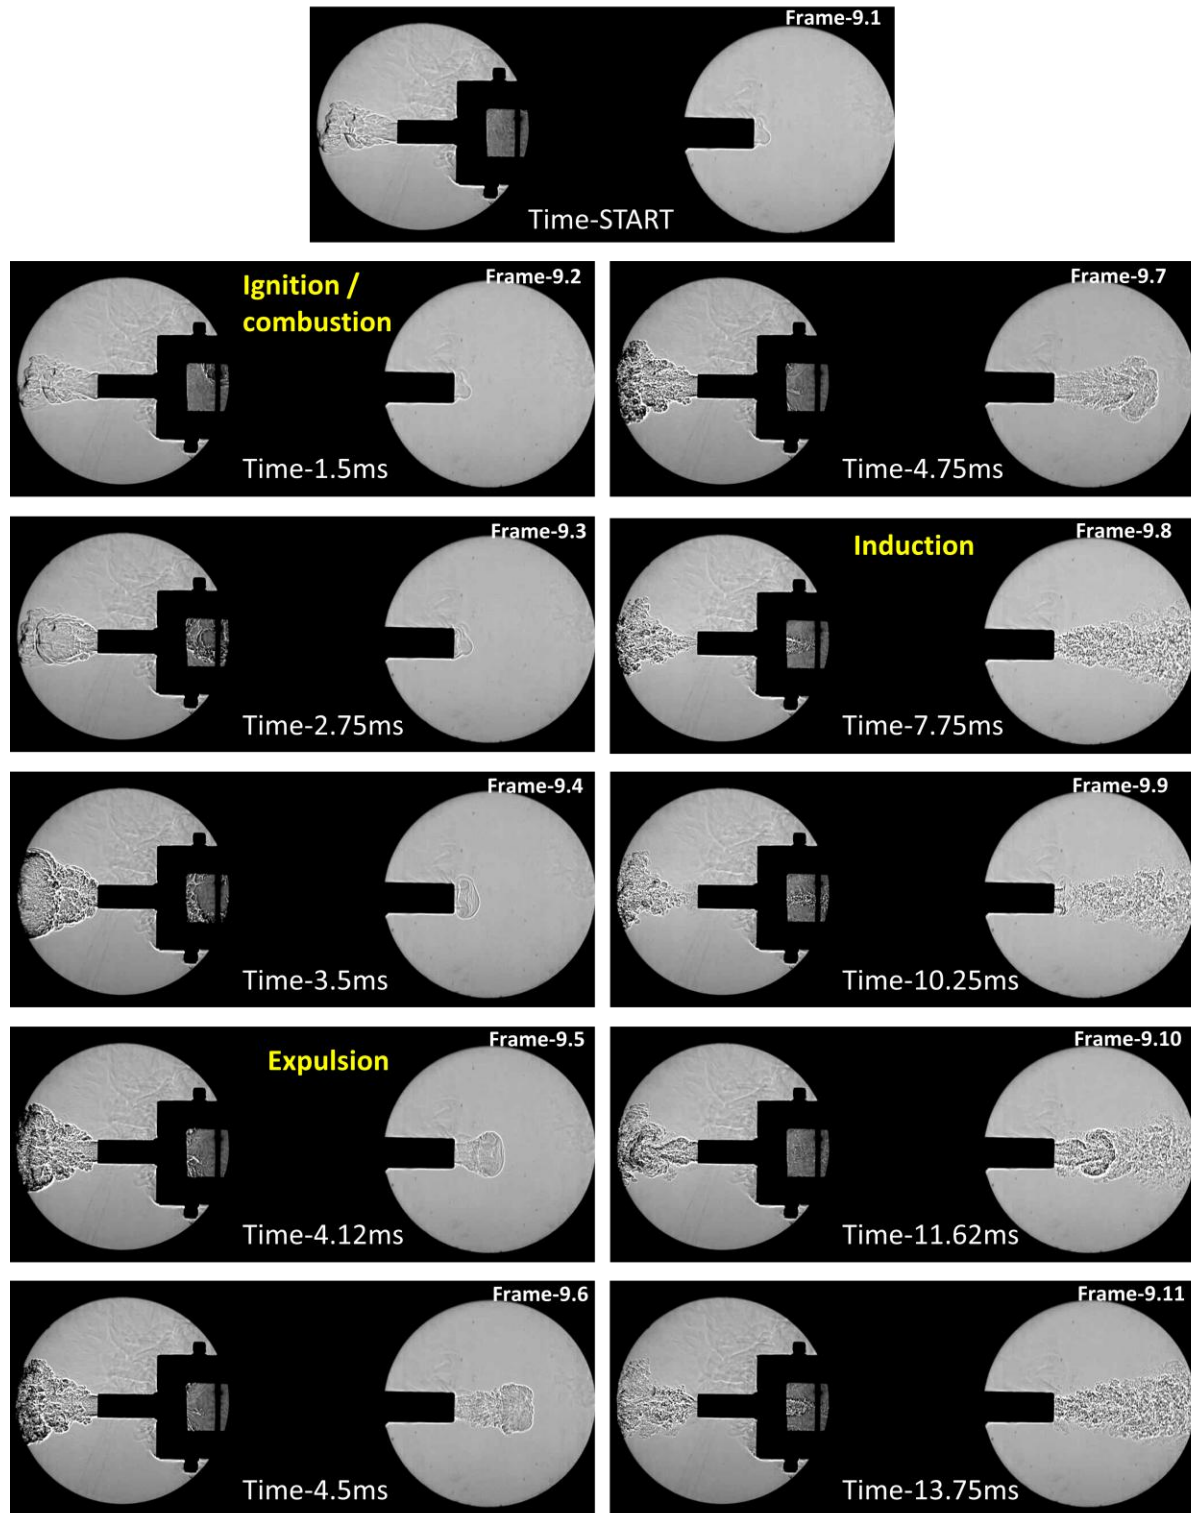 Frame-9.1
Time-START
Ignition /
combustion
Frame-9.2
Time-1.5ms
Frame-9.3
Time-2.75ms
Frame-9.4
Time-3.5ms
Expulsion
Frame-9.5
Time-4.12ms
Frame-9.6
Time-4.5ms
Frame-9.7
Time-4.75ms
Induction
Frame-9.8
Time-7.75ms
Frame-9.9
Time-10.25ms
Frame-9.10
Time-11.62ms
Frame-9.11
Time-13.75ms